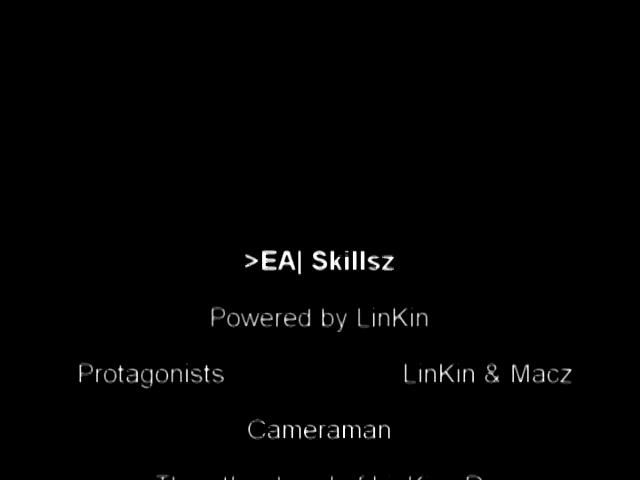 >EA| Skillsz
Powered by LinKin
Protagonists LinKin & Macz
Cameraman